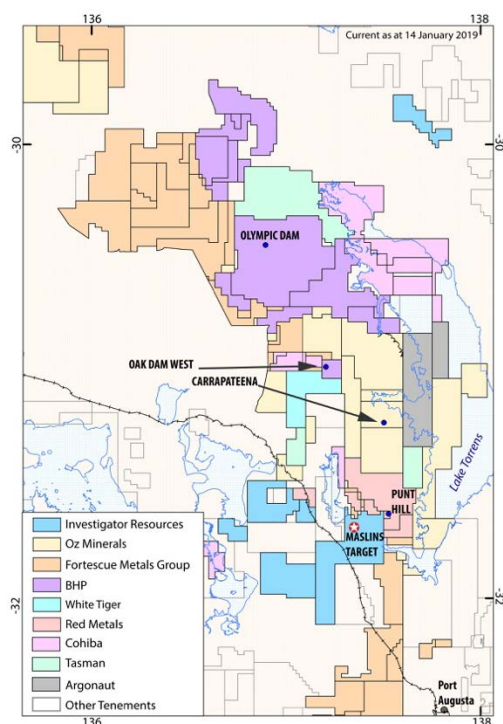 136
138
Current as at 14 January 2019
-30
-30
OLYMPIC DAM
OAK DAM WEST
CARRAPATEENA
Lake Torrens
PUNT
HILL
MASLINS
TARGET
Investigator Resources
Oz Minerals
Fortescue Metals Group
BHP
White Tiger
Red Metals
Cohiba
Tasman
Argonaut
Other Tenements
-32
-32
Port
Augusta
136
138